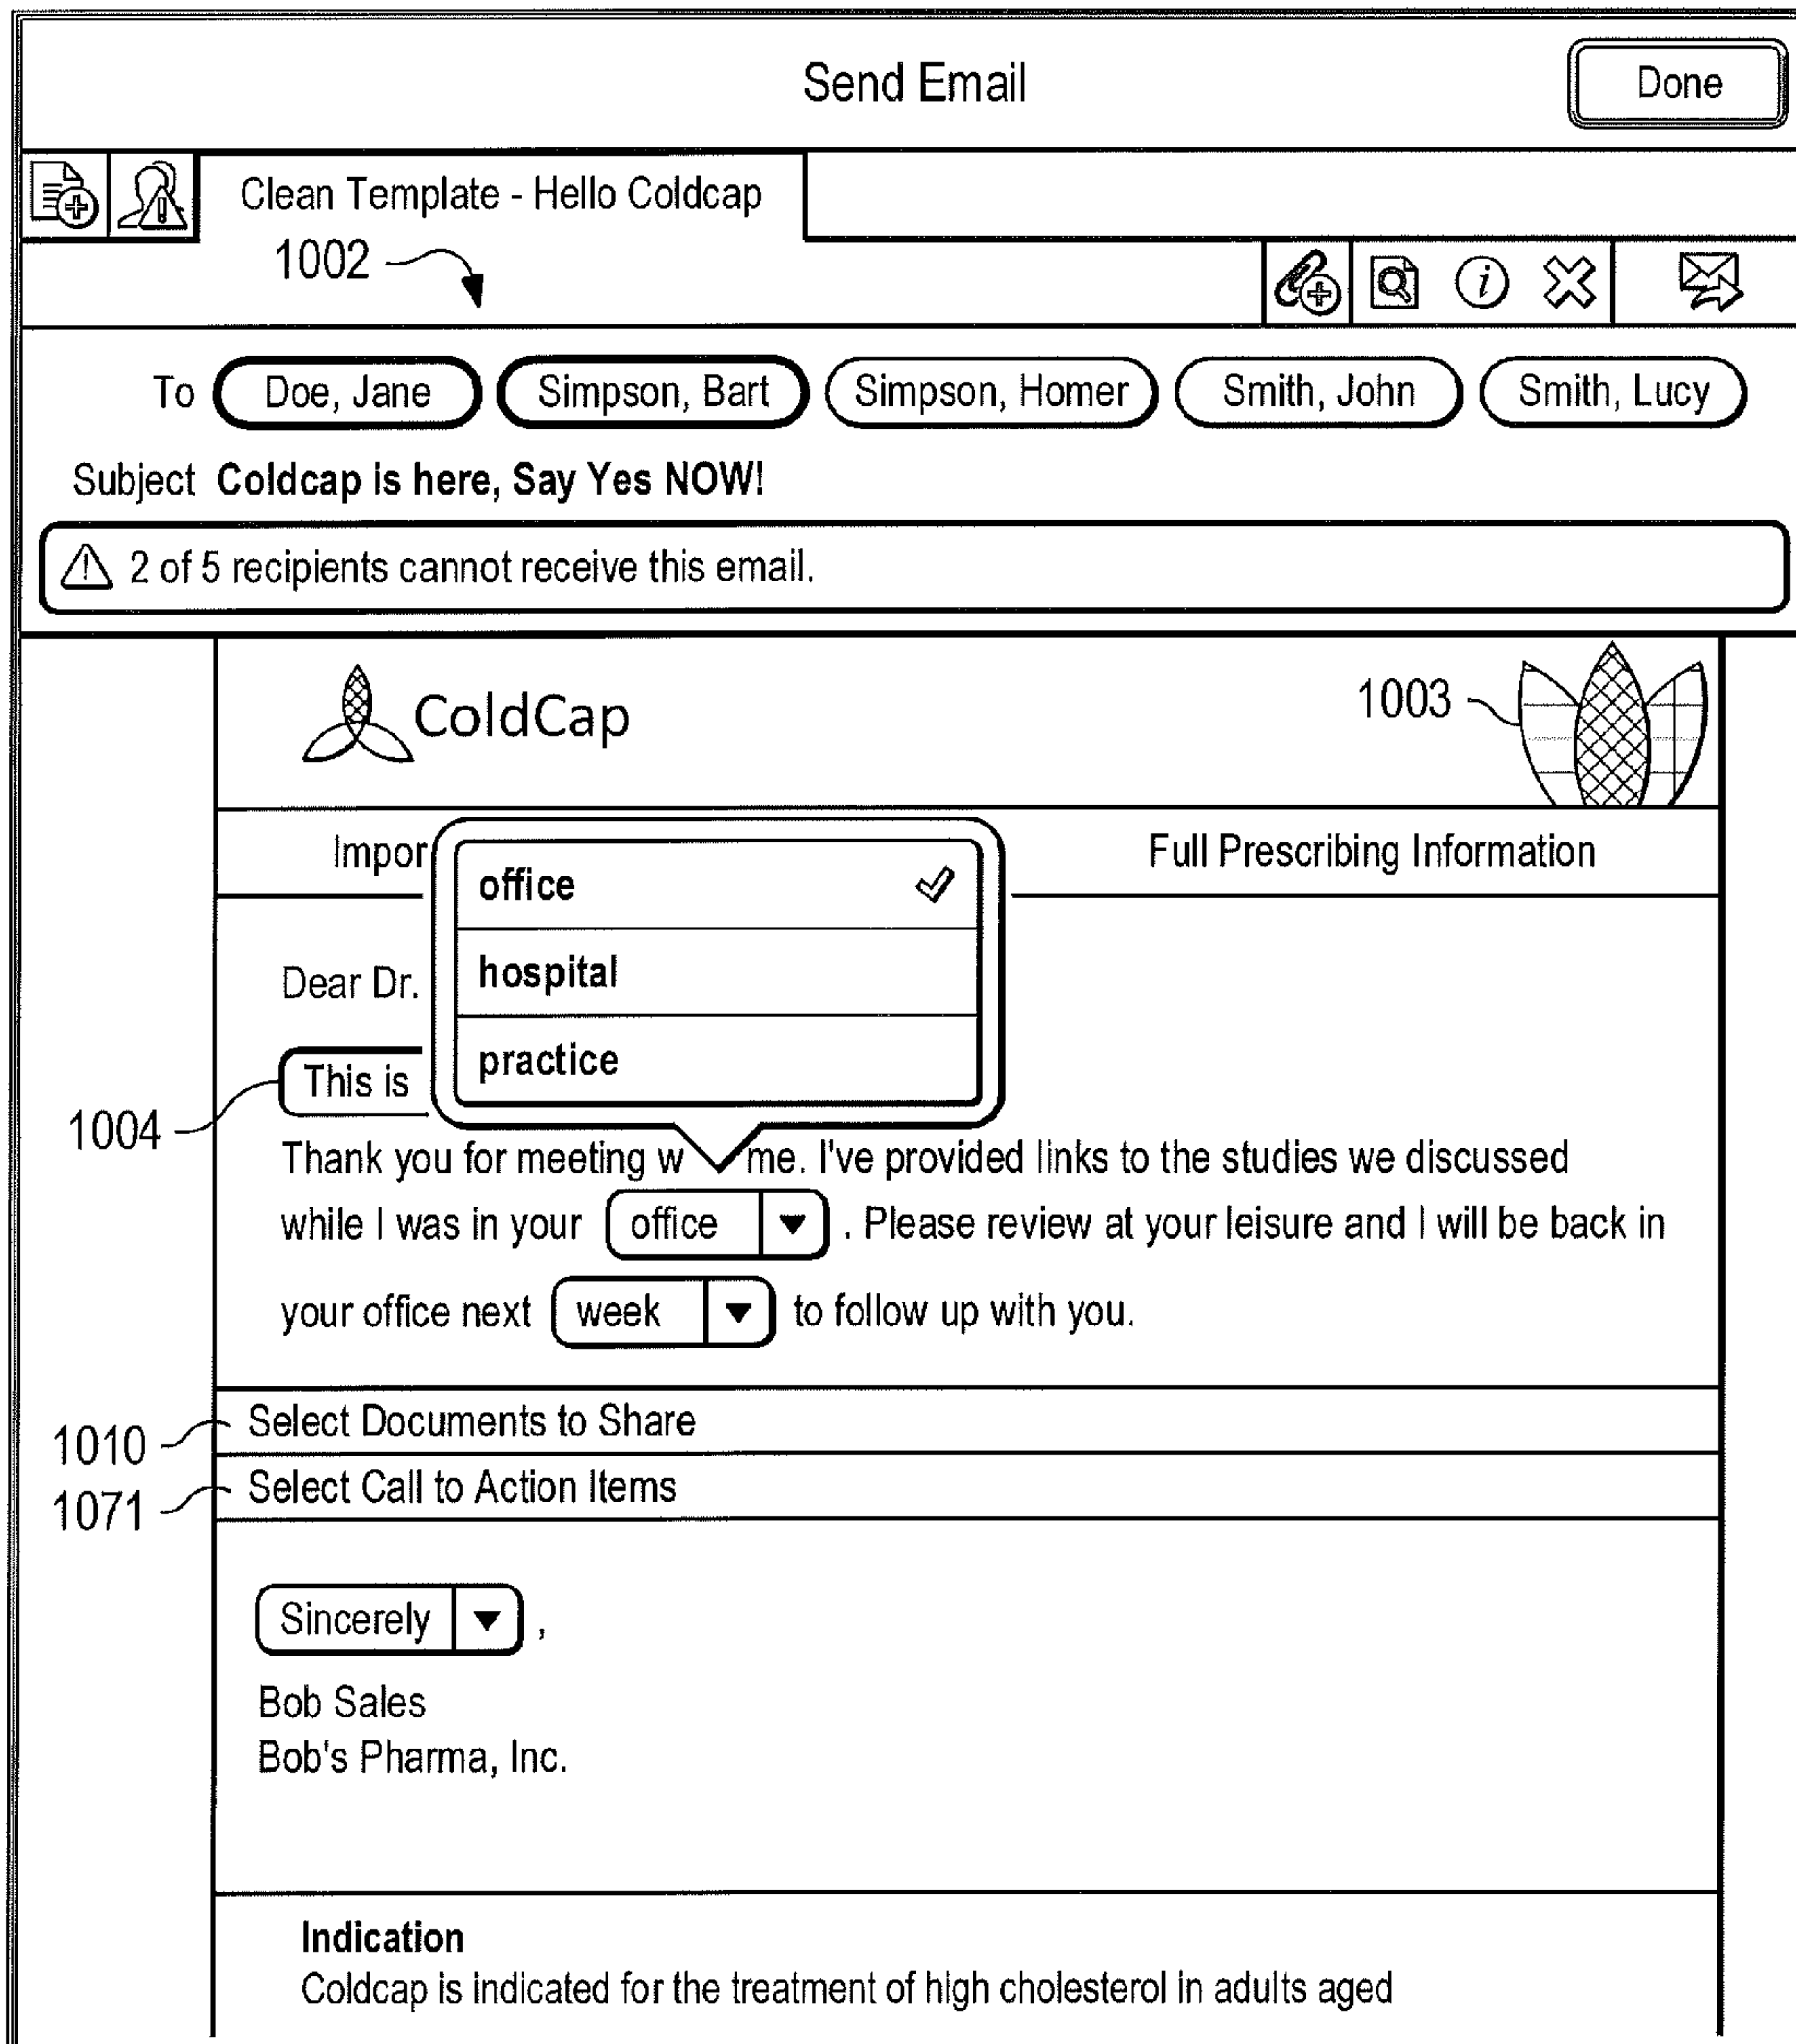 Send Email
Done
Clean Template - Hello Coldcap
1002
To Doe, Jane Simpson, Bart Simpson, Homer Smith, John Smith, Lucy
Subject Coldcap is here, Say Yes NOW!
2 of 5 recipients cannot receive this email.
ColdCap
1003
Impor
Full Prescribing Information
office
hospital
practice
Dear Dr.
This is
1004
Thank you for meeting w me. I've provided links to the studies we discussed
while I was in your office . Please review at your leisure and I will be back in
your office next week to follow up with you.
1010 Select Documents to Share
1071 Select Call to Action Items
Sincerely ,
Bob Sales
Bob's Pharma, Inc.
Indication
Coldcap is indicated for the treatment of high cholesterol in adults aged